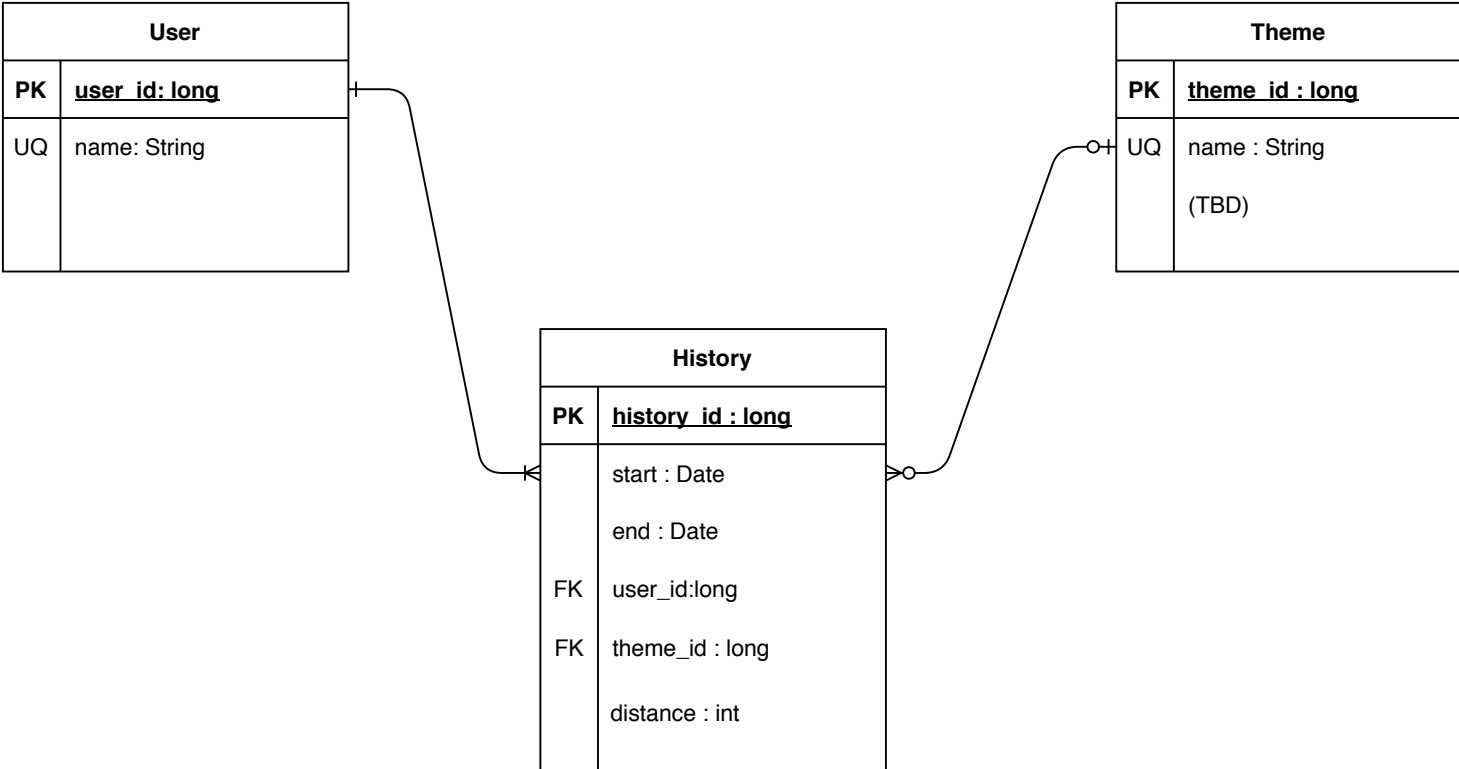 User
PK user_id: long
UQ name: String
Theme
PK theme_id : long
UQ name : String
(TBD)
History
PK history_id : long
start : Date
end : Date
FK user_id:long
FK theme_id : long
distance : int